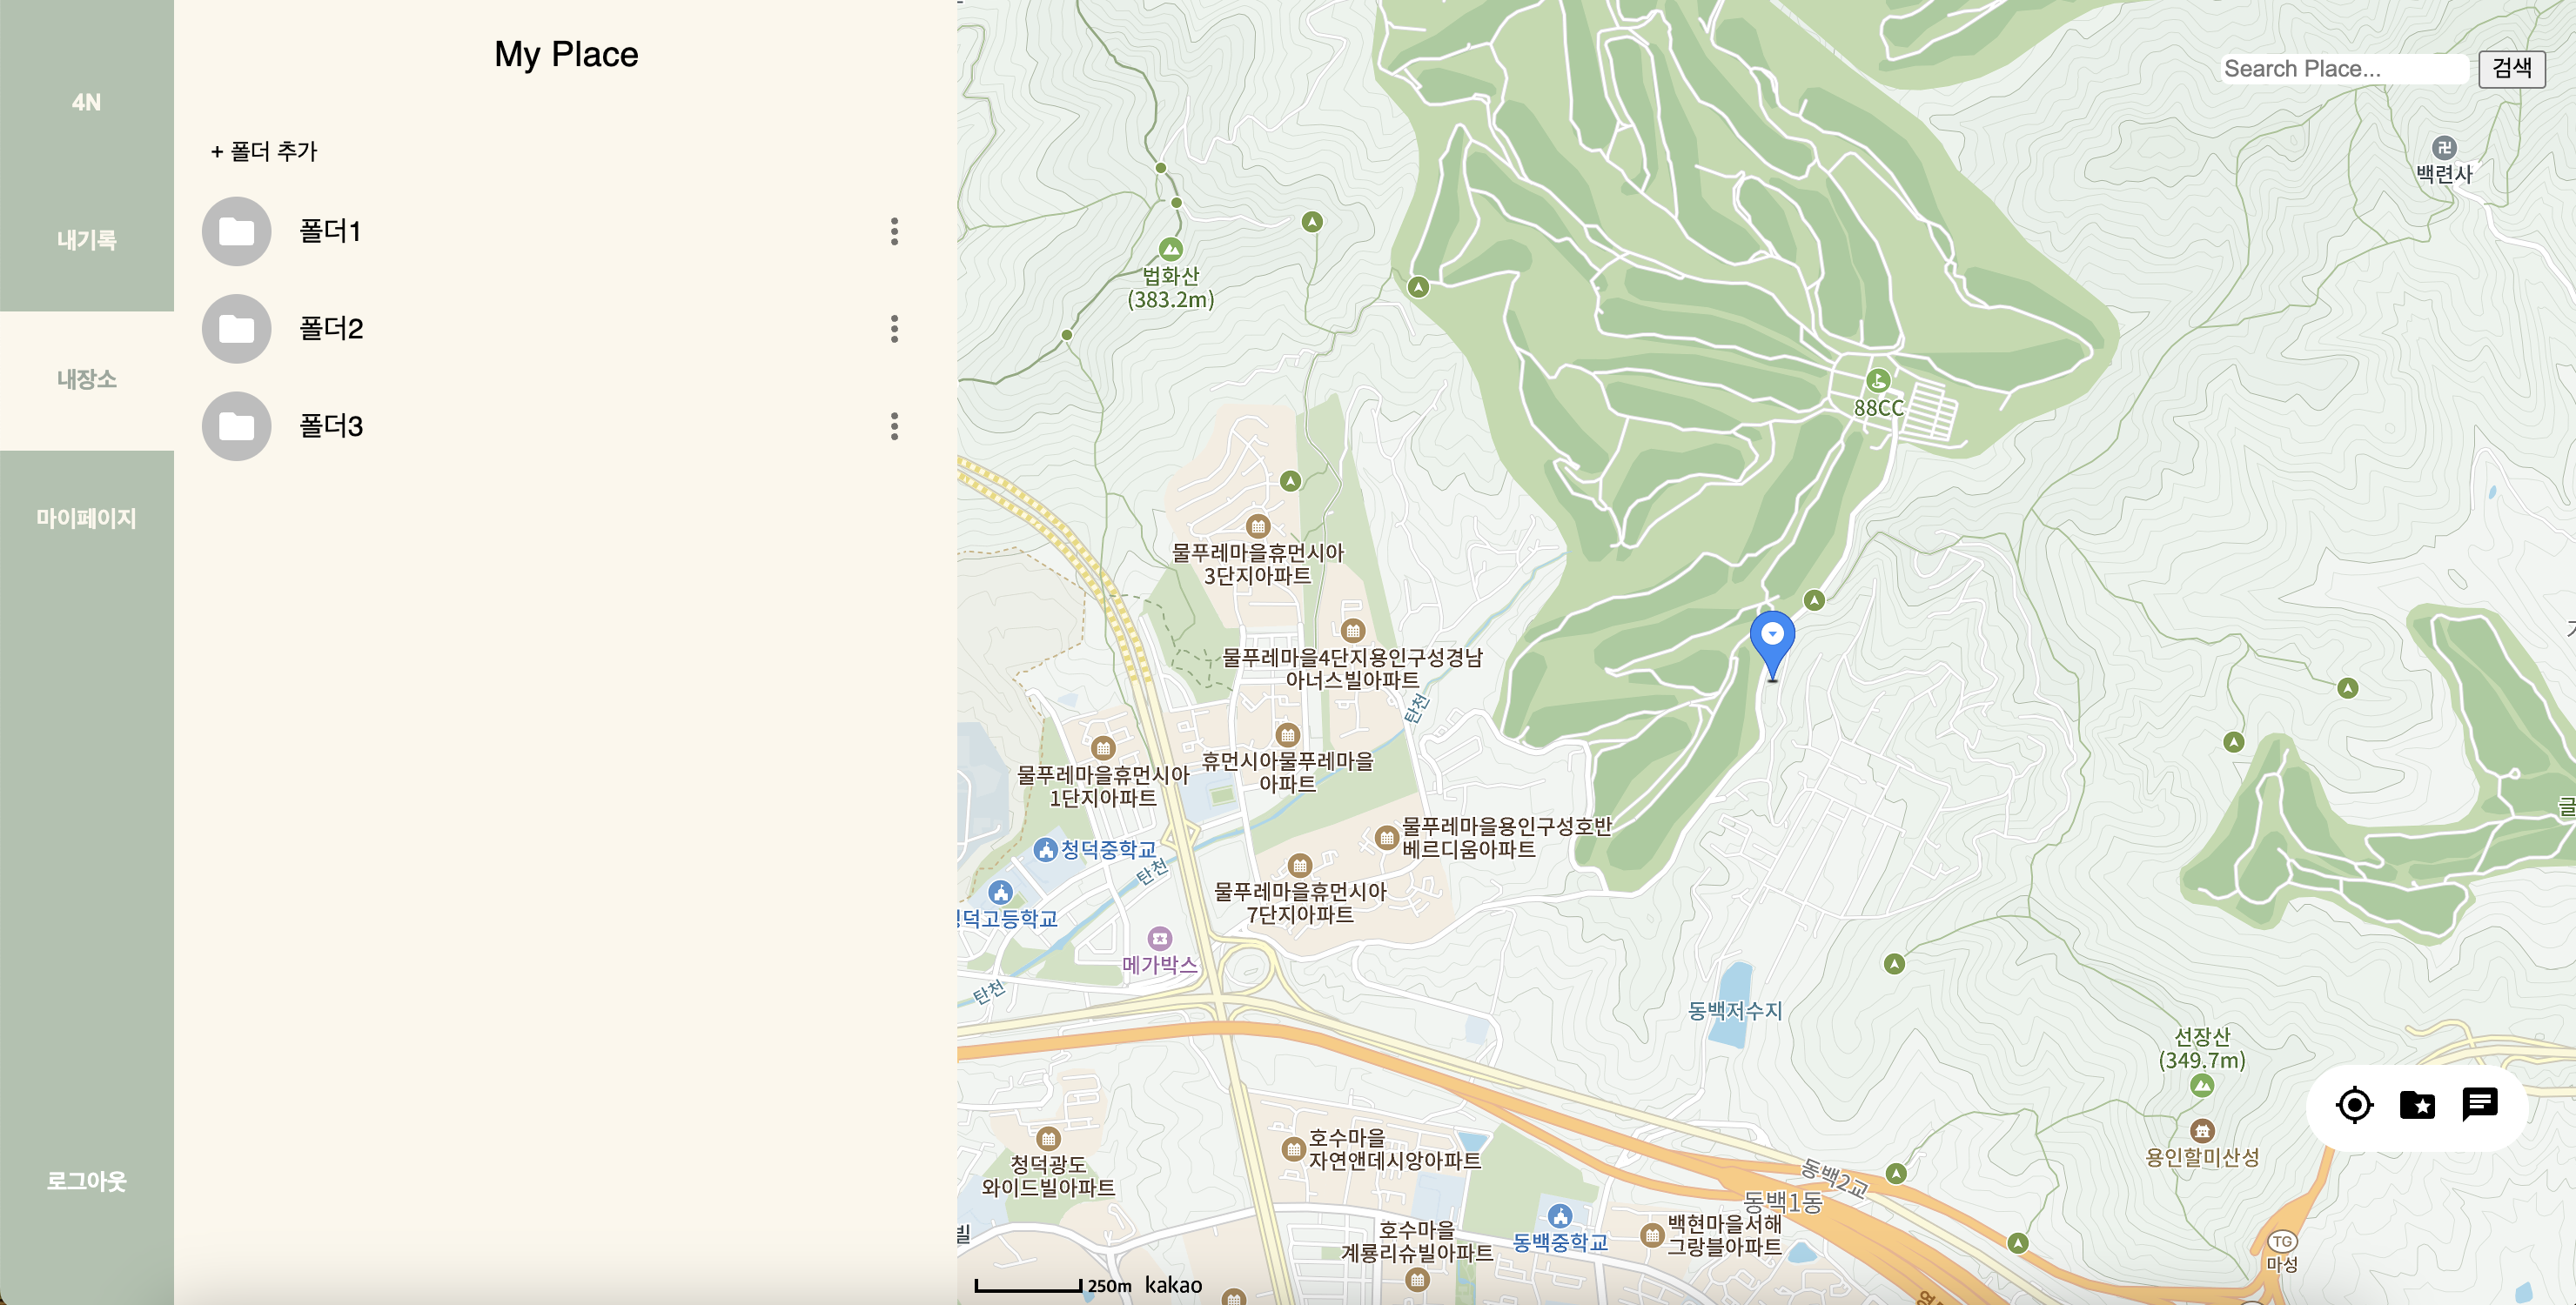 4N
내기록
내장소
마이페이지
로그아웃
My Place
+ 폴더 추가
폴더1
폴더2
폴더3
Search Place...
검색
백련사
법화산
(383.2m)
88CC
물푸레마을휴먼시아
3단지아파트
물푸레마을4단지용인구성경남
아너스빌아파트
탄천
휴먼시아물푸레마을
아파트
물푸레마을휴먼시아
1단지아파트
물푸레마을용인구성호반
베르디움아파트
청덕중학교
탄천
물푸레마을휴먼시아
7단지아파트
덕고등학교
메가박스
탄천
동백저수지
선장산
(349.7m)
용인할미산성
호수마을
자연앤데시앙아파트
청덕광도
와이드빌아파트
동백2교
동백1동
백현마을서해
그랑블아파트
호수마을
계룡리슈빌아파트
동백중학교
빌
TG
마성
250m kakao